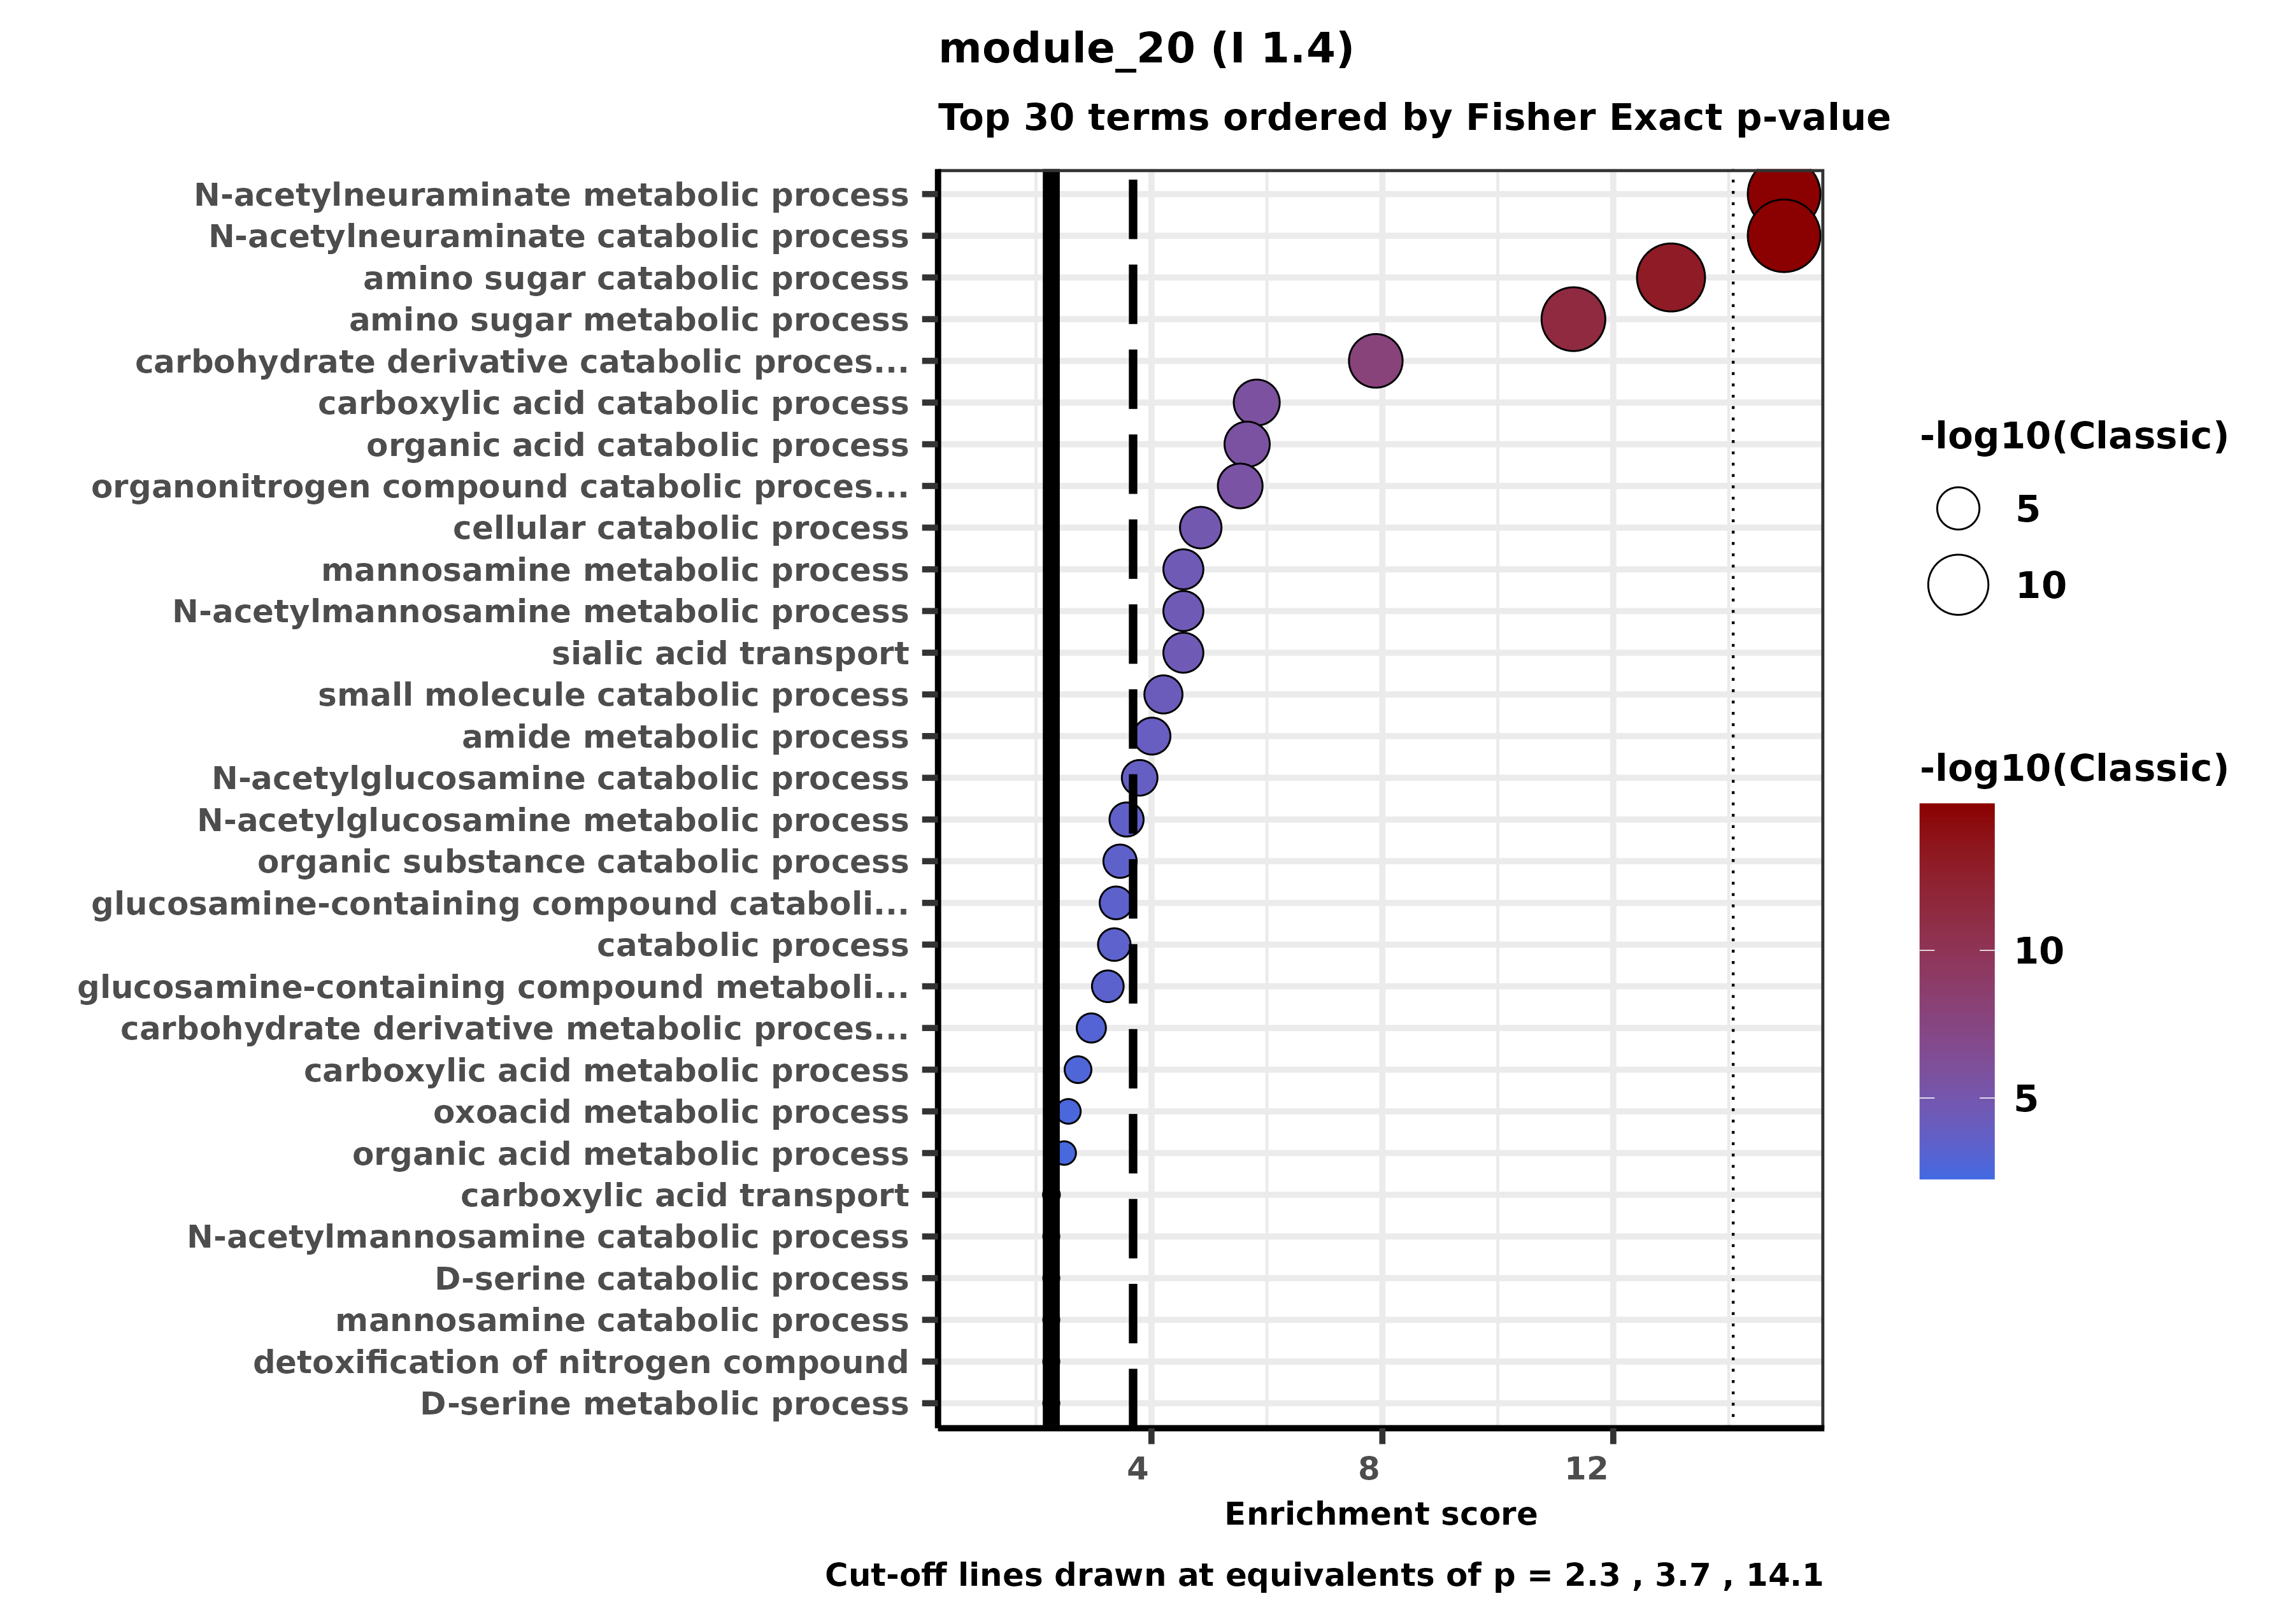 module_20 (I 1.4)
Top 30 terms ordered by Fisher Exact p-value
N-acetylneuraminate metabolic process
N-acetylneuraminate catabolic process
amino sugar catabolic process
amino sugar metabolic process
carbohydrate derivative catabolic proces...
carboxylic acid catabolic process
organic acid catabolic process
organonitrogen compound catabolic proces...
cellular catabolic process
mannosamine metabolic process
N-acetylmannosamine metabolic process
sialic acid transport
small molecule catabolic process
amide metabolic process
N-acetylglucosamine catabolic process
N-acetylglucosamine metabolic process
organic substance catabolic process
glucosamine-containing compound cataboli...
catabolic process
glucosamine-containing compound metaboli...
carbohydrate derivative metabolic proces...
carboxylic acid metabolic process
oxoacid metabolic process
organic acid metabolic process
carboxylic acid transport
N-acetylmannosamine catabolic process
D-serine catabolic process
mannosamine catabolic process
detoxification of nitrogen compound
D-serine metabolic process
4 8 12
Enrichment score
Cut-off lines drawn at equivalents of p = 2.3 , 3.7 , 14.1
-log10(Classic)
5
10
-log10(Classic)
10
5